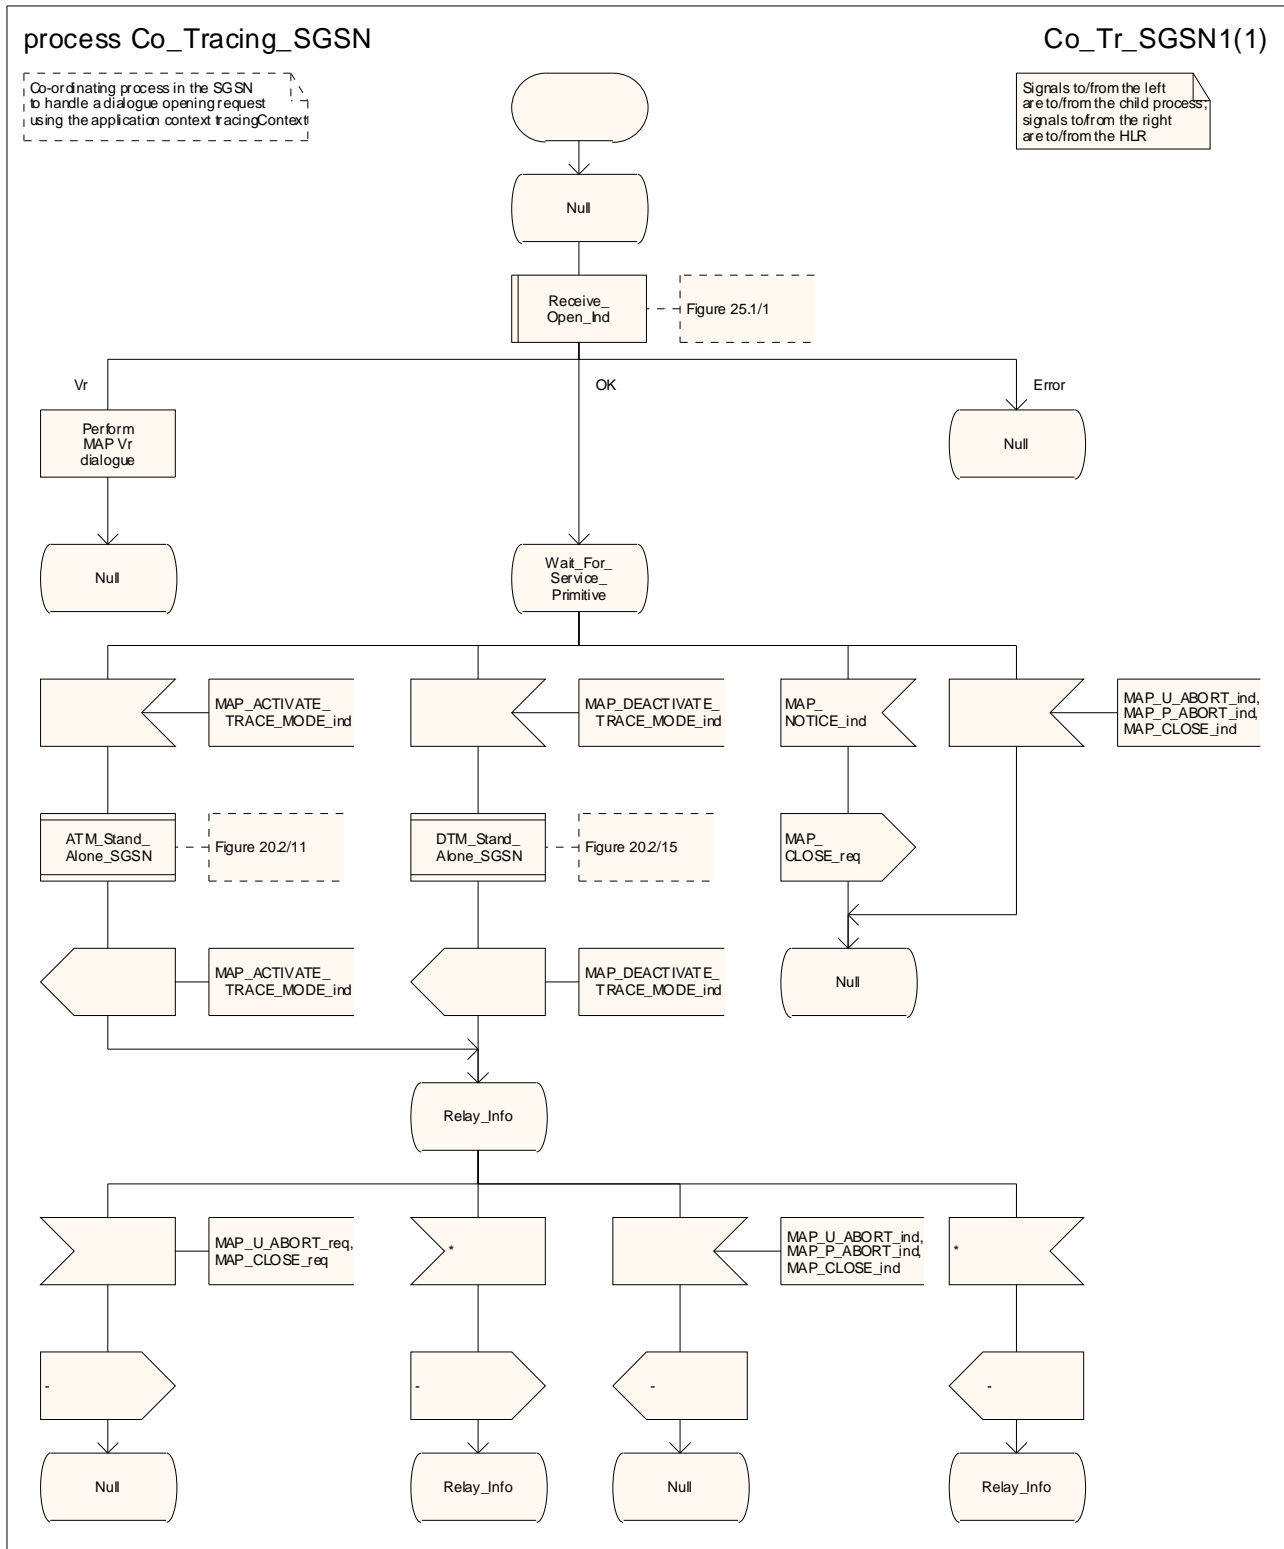 process Co_Tracing_SGSN
Co_Tr_SGSN1(1)
Co-ordinating process in the SGSN
to handle a dialogue opening request
using the application context tracingContext
Signals to/from the left
are to/from the child process;
signals to/from the right
are to/from the HLR
Null
Receive_
Open_Ind
Figure 25.1/1
Vr
OK
Error
Perform
MAP Vr
dialogue
Null
Null
Wait_For_
Service_
Primitive
Null
MAP_ACTIVATE_
TRACE_MODE_ind
MAP_DEACTIVATE_
TRACE_MODE_ind
MAP_
NOTICE_ind
MAP_U_ABORT_ind,
MAP_P_ABORT_ind,
MAP_CLOSE_ind
ATM_Stand_
Alone_SGSN
Figure 20.2/11
DTM_Stand_
Alone_SGSN
Figure 20.2/15
MAP_
CLOSE_req
MAP_ACTIVATE_
TRACE_MODE_ind
MAP_DEACTIVATE_
TRACE_MODE_ind
Null
Relay_Info
MAP_U_ABORT_req,
MAP_CLOSE_req
*
MAP_U_ABORT_ind,
MAP_P_ABORT_ind,
MAP_CLOSE_ind
*
-
-
-
-
Null
Relay_Info
Null
Relay_Info